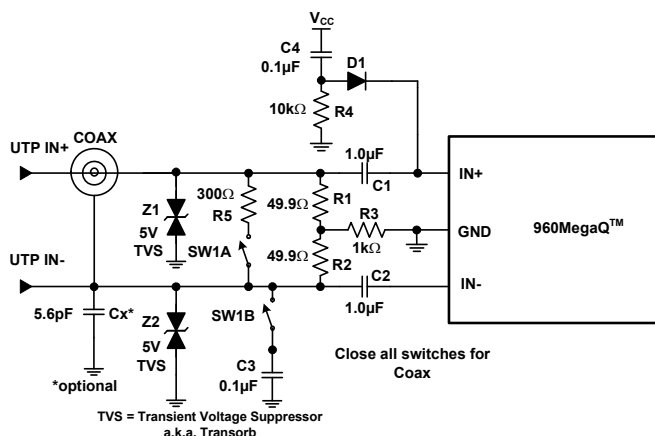 VCC
C4
0.1µF
D1
10kΩ
R4
COAX
UTP IN+
1.0µF
C1
IN+
Z1
5V
TVS
300Ω
R5
SW1A
49.9Ω
R1
R3
1kΩ
GND
960MegaQ™
UTP IN-
49.9Ω
R2
C2
1.0µF
IN-
5.6pF
Cx*
*optional
Z2
5V
TVS
SW1B
C3
0.1µF
Close all switches for
Coax
TVS = Transient Voltage Suppressor
a.k.a. Transorb